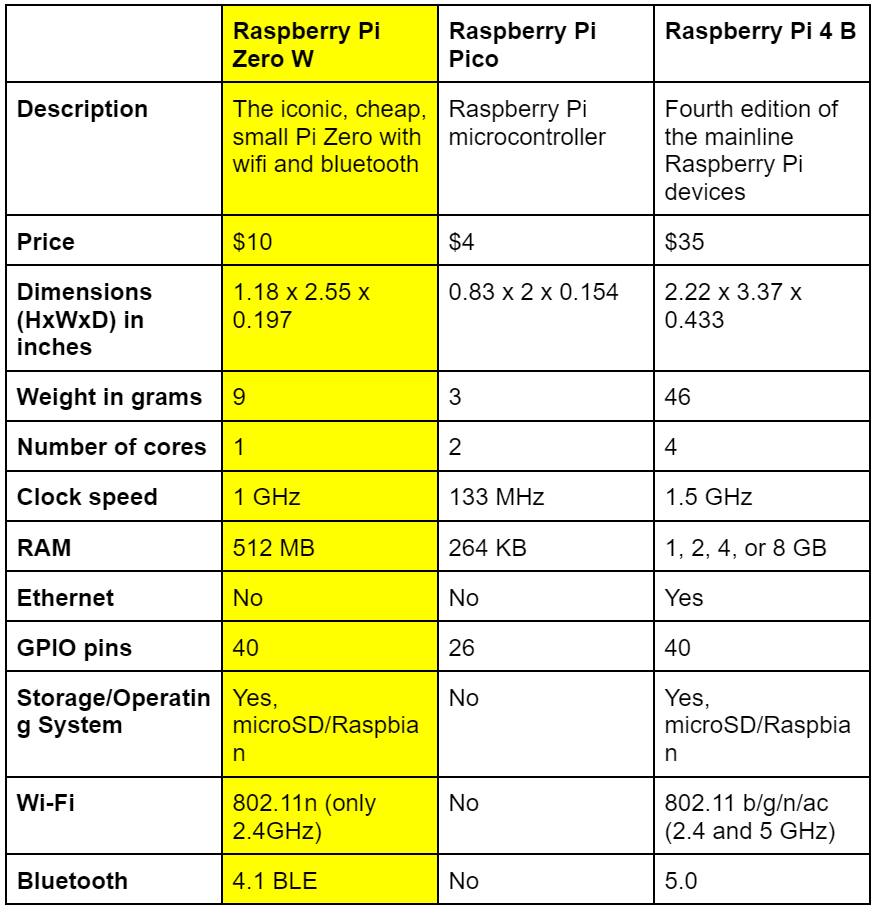 Raspberry Pi Zero W Raspberry Pi Pico Raspberry Pi 4 B
Description
The iconic, cheap,
small Pi Zero with
wifi and bluetooth
Raspberry Pi
microcontroller
Fourth edition of
the mainline
Raspberry Pi
devices
Price $10 $4 $35
Dimensions
(HxWxD) in
inches
1.18 x 2.55 x
0.197
0.83 x 2 x 0.154
2.22 x 3.37 x
0.433
Weight in grams 9 3 46
Number of cores 1 2 4
Clock speed 1 GHz 133 MHz 1.5 GHz
RAM 512 MB 264 KB 1, 2, 4, or 8 GB
Ethernet No No Yes
GPIO pins 40 26 40
Storage/Operatin
g System
Yes,
microSD/Raspbia
n
No
Yes,
microSD/Raspbia
n
Wi-Fi
802.11n (only
2.4GHz)
No
802.11 b/g/n/ac
(2.4 and 5 GHz)
Bluetooth 4.1 BLE No 5.0